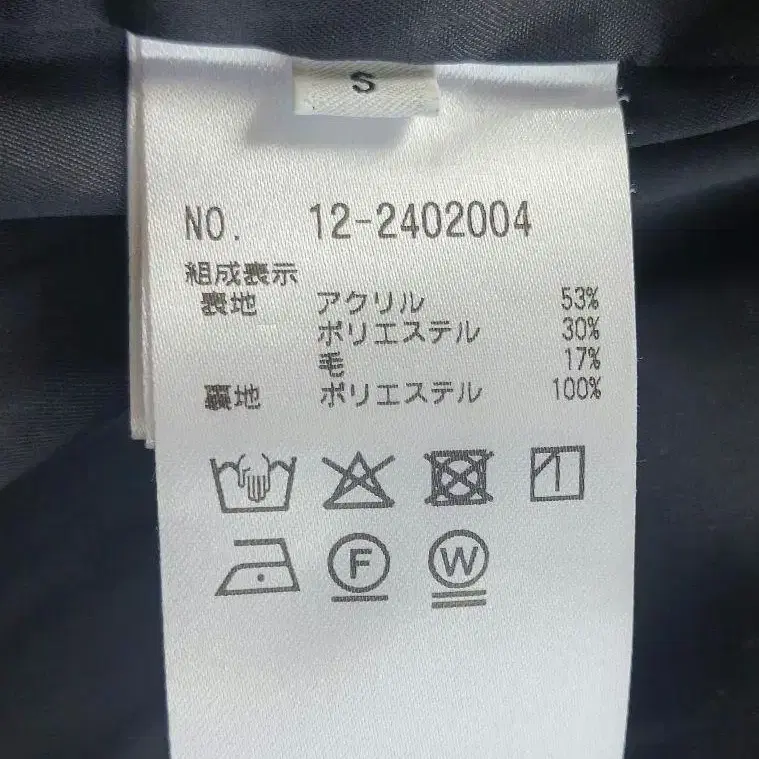 S
NO. 12-2402004
組成表示
表地 アクリル 53%
ポリエステル 30%
毛 17%
裏地 ポリエステル 100%
F W